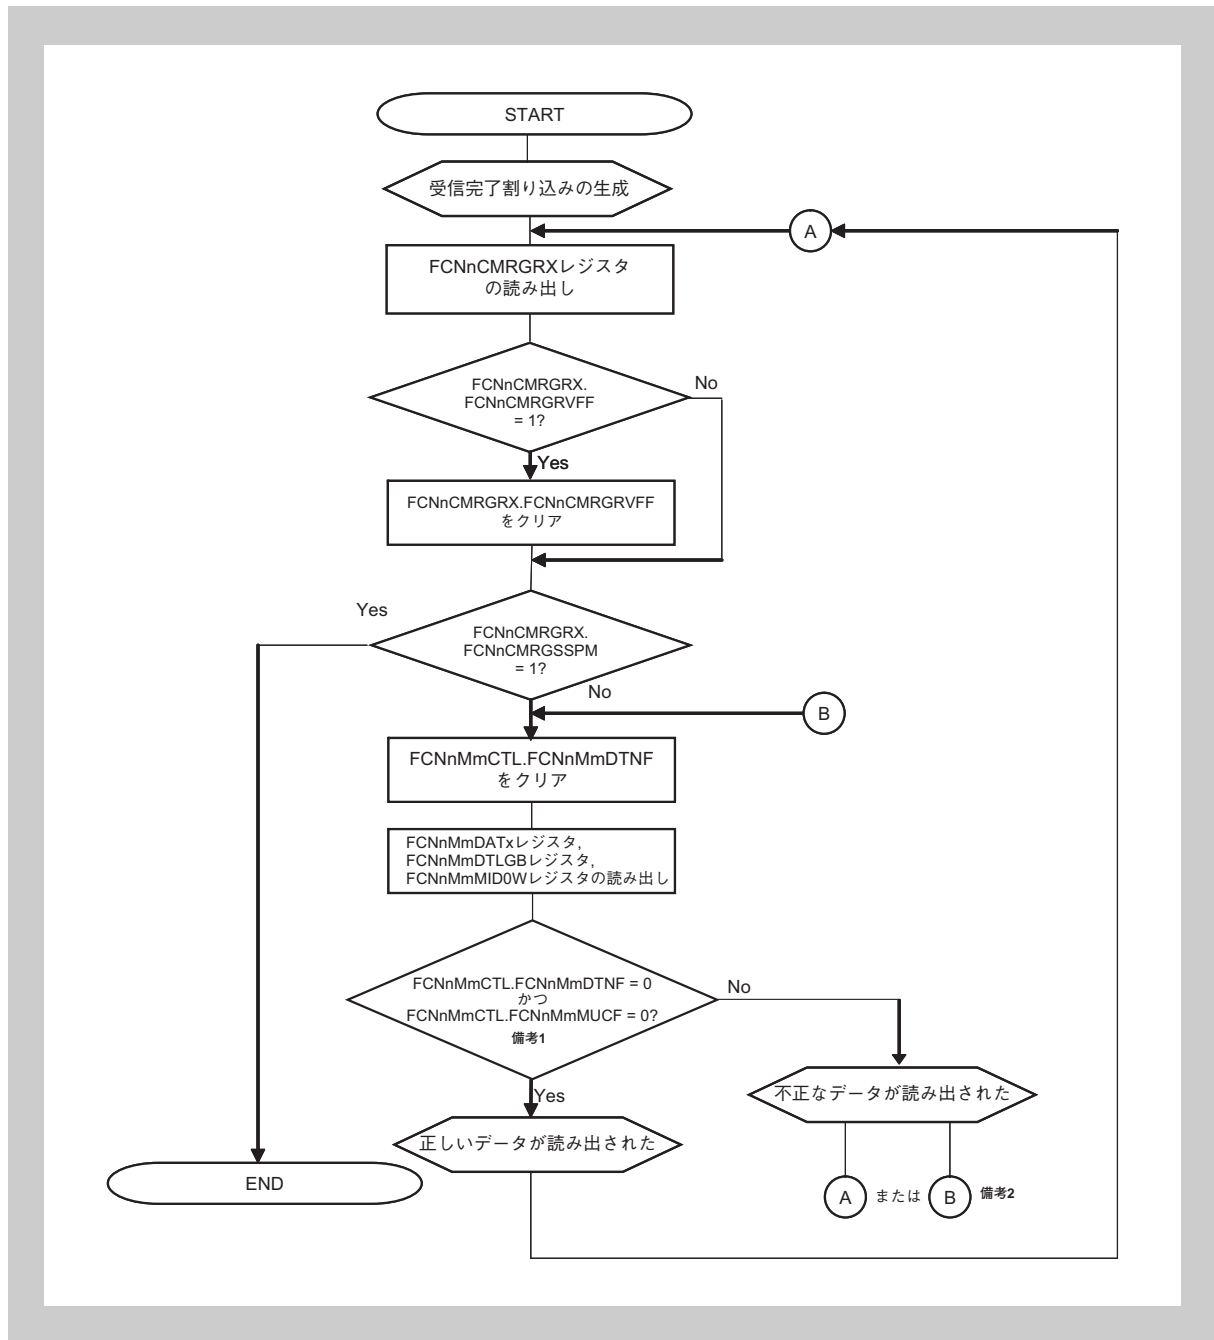 START
受信完了割り込みの生成
A
FCNnCMRGRXレジスタ
の読み出し
FCNnCMRGRX.
FCNnCMRGRVFF
= 1?
No
Yes
FCNnCMRGRX.FCNnCMRGRVFF
をクリア
Yes
FCNnCMRGRX.
FCNnCMRGSSPM
= 1?
No
B
FCNnMmCTL.FCNnMmDTNF
をクリア
FCNnMmDATxレジスタ,
FCNnMmDTLGBレジスタ,
FCNnMmMID0Wレジスタの読み出し
FCNnMmCTL.FCNnMmDTNF = 0
かつ
FCNnMmCTL.FCNnMmMUCF = 0?
備考1
No
Yes
不正なデータが読み出された
正しいデータが読み出された
END
A または B 備考2